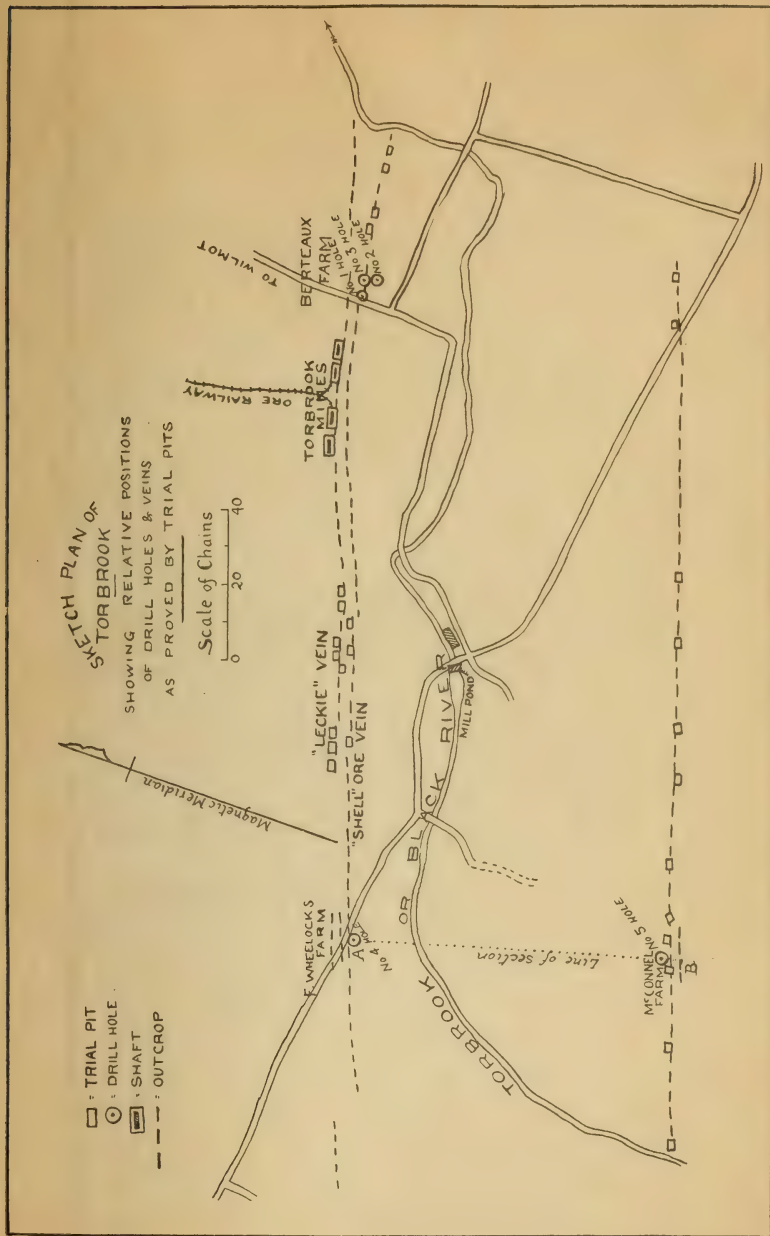 SKETCH PLAN OF
TORBROOK
SHOWING RELATIVE POSITIONS
OF DRILL HOLES & VEINS
AS PROVED BY TRIAL PITS
Scale of Chains
0 20 40
Magnetic Meridian
= TRIAL PIT
= DRILL HOLE
= SHAFT
= OUTCROP
ORE RAILWAY
TO WILMOT
TORBROOK
MINES
BERTEAUX
FARM
No 1 HOLE
No 3 HOLE
No 2 HOLE
"LECKIE" VEIN
"SHELL" ORE VEIN
F. WHEELOCKS
FARM
A
No 4 HOLE
TORBROOK OR BLACK RIVER
MILL POND
Line of section
McCONNEL
FARM
No 5 HOLE
B